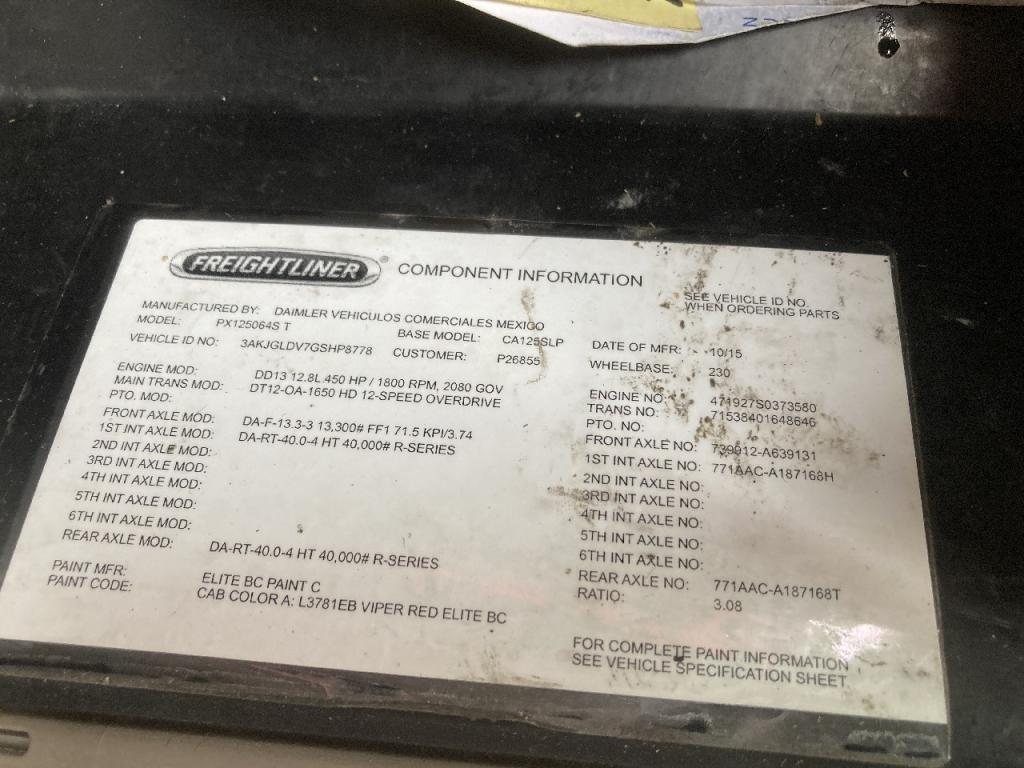 FREIGHTLINER® COMPONENT INFORMATION
SEE VEHICLE ID NO.
WHEN ORDERING PARTS
MANUFACTURED BY: DAIMLER VEHICULOS COMERCIALES MEXICO
MODEL: PX125064S T BASE MODEL: CA125SLP DATE OF MFR: 10/15
VEHICLE ID NO: 3AKJGLDV7GSHP8778 CUSTOMER: P26855 WHEELBASE: 230
ENGINE MOD: DD13 12.8L 450 HP / 1800 RPM, 2080 GOV ENGINE NO: 471927S0373580
MAIN TRANS MOD: DT12-OA-1650 HD 12-SPEED OVERDRIVE TRANS NO: 71538401648646
PTO. MOD: PTO. NO:
FRONT AXLE MOD: DA-F-13.3-3 13,300# FF1 71.5 KPI/3.74 FRONT AXLE NO: 739912-A639131
1ST INT AXLE MOD: DA-RT-40.0-4 HT 40,000# R-SERIES 1ST INT AXLE NO: 771AAC-A187168H
2ND INT AXLE MOD: 2ND INT AXLE NO:
3RD INT AXLE MOD: 3RD INT AXLE NO:
4TH INT AXLE MOD: 4TH INT AXLE NO:
5TH INT AXLE MOD: 5TH INT AXLE NO:
6TH INT AXLE MOD: 6TH INT AXLE NO:
REAR AXLE MOD: DA-RT-40.0-4 HT 40,000# R-SERIES REAR AXLE NO: 771AAC-A187168T
RATIO: 3.08
PAINT MFR: ELITE BC PAINT C
PAINT CODE: CAB COLOR A: L3781EB VIPER RED ELITE BC
FOR COMPLETE PAINT INFORMATION
SEE VEHICLE SPECIFICATION SHEET.